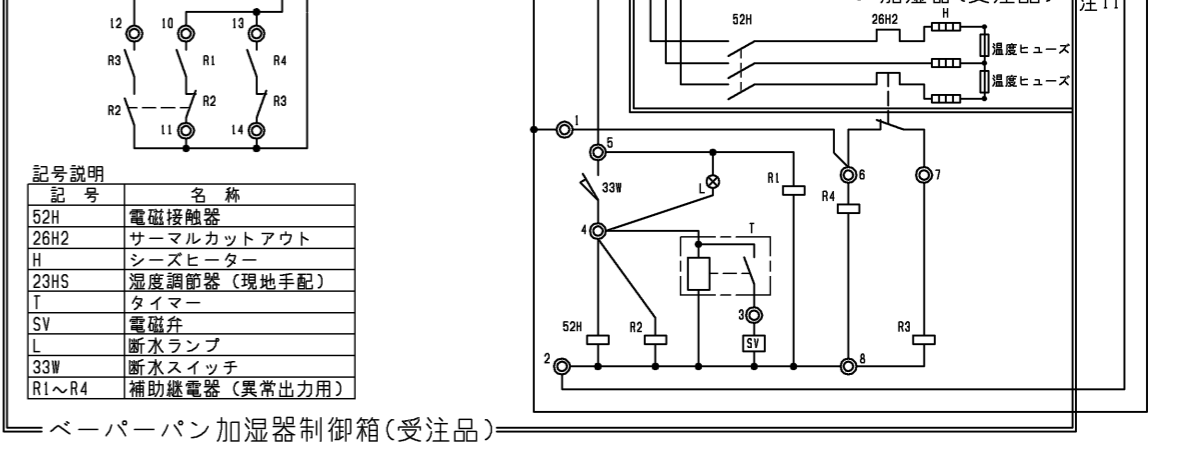 加湿器(受注品)
12 10 13
R3 R1 R4
R2 R2 R3
11 14
52H 26H2 H
温度ヒューズ
温度ヒューズ
1
5
33W L R1 6 7
R4
4 T
3
52H R2 SV R3
2 8
記号説明
記 号 名 称
52H 電磁接触器
26H2 サーマルカットアウト
H シーズヒーター
23HS 湿度調節器（現地手配）
T タイマー
SV 電磁弁
L 断水ランプ
33W 断水スイッチ
R1～R4 補助継電器（異常出力用）
ベーパーパン加湿器制御箱(受注品)